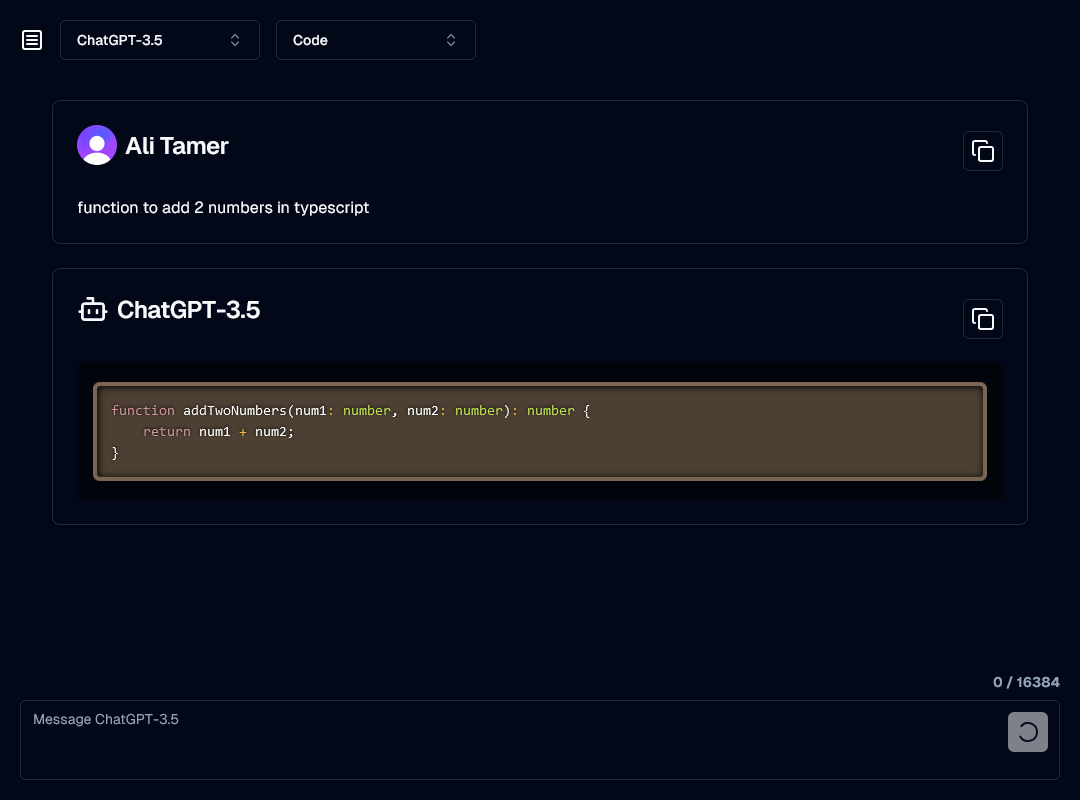 ChatGPT-3.5
Code
Ali Tamer
function to add 2 numbers in typescript
ChatGPT-3.5
function addTwoNumbers(num1: number, num2: number): number {
    return num1 + num2;
}
0 / 16384
Message ChatGPT-3.5